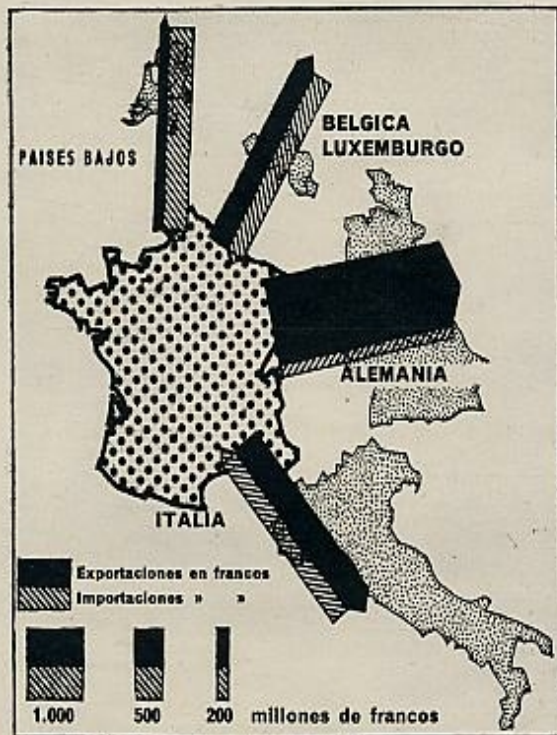 PAISES BAJOS
BELGICA
LUXEMBURGO
ALEMANIA
ITALIA
Exportaciones en francos
Importaciones » »
1.000 500 200 millones de francos